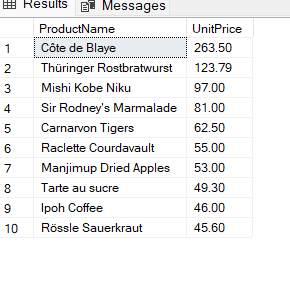 Results Messages
ProductName UnitPrice
1 Côte de Blaye 263.50
2 Thüringer Rostbratwurst 123.79
3 Mishi Kobe Niku 97.00
4 Sir Rodney's Marmalade 81.00
5 Carnarvon Tigers 62.50
6 Raclette Courdavault 55.00
7 Manjimup Dried Apples 53.00
8 Tarte au sucre 49.30
9 Ipoh Coffee 46.00
10 Rössle Sauerkraut 45.60